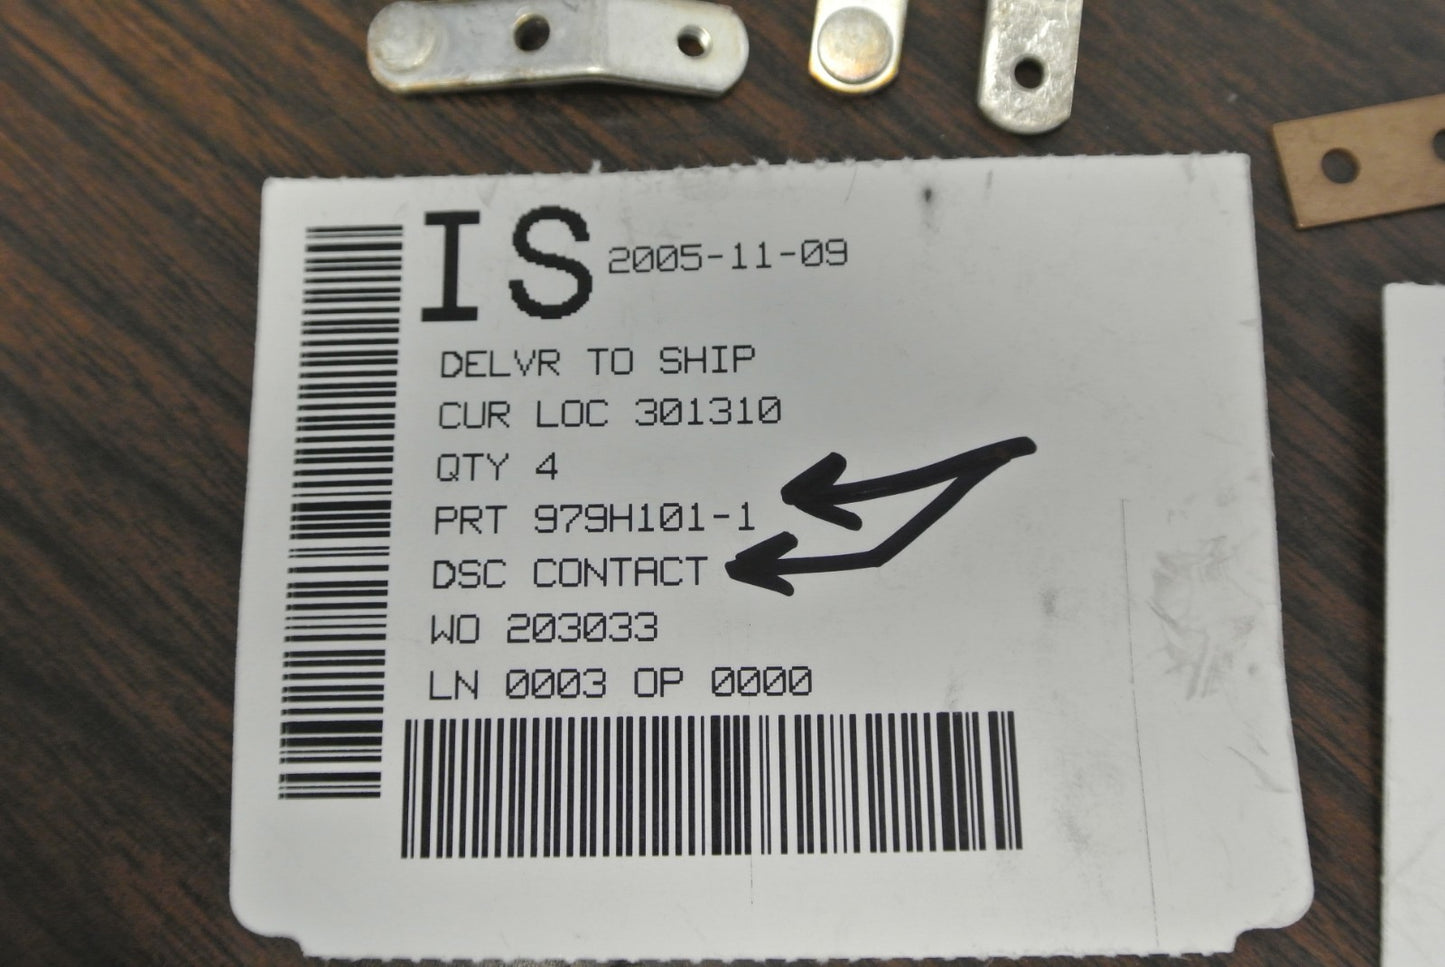 IS 2005-11-09
DELVR TO SHIP
CUR LOC 301310
QTY 4
PRT 979H101-1
DSC CONTACT
WO 203033
LN 0003 OP 0000